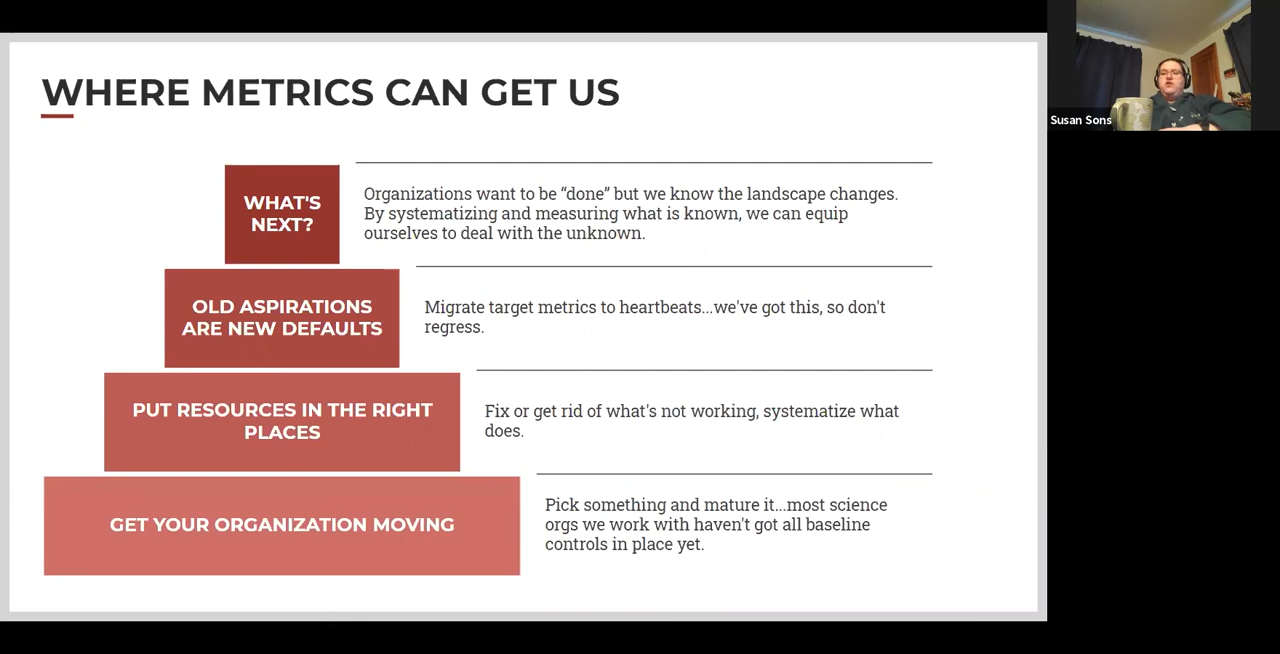 WHERE METRICS CAN GET US
Susan Sons
WHAT'S
NEXT?
Organizations want to be “done” but we know the landscape changes.
By systematizing and measuring what is known, we can equip
ourselves to deal with the unknown.
OLD ASPIRATIONS
ARE NEW DEFAULTS
Migrate target metrics to heartbeats...we've got this, so don't
regress.
PUT RESOURCES IN THE RIGHT
PLACES
Fix or get rid of what's not working, systematize what
does.
GET YOUR ORGANIZATION MOVING
Pick something and mature it...most science
orgs we work with haven't got all baseline
controls in place yet.